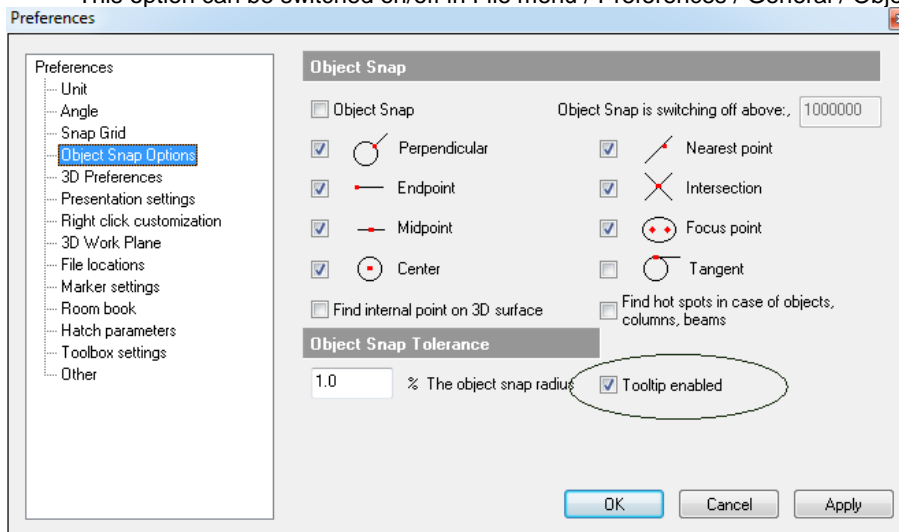 This option can be switched on/off in File menu / Preferences / General / Obje
Preferences
Preferences
Unit
Angle
Snap Grid
Object Snap Options
3D Preferences
Presentation settings
Right click customization
3D Work Plane
File locations
Marker settings
Room book
Hatch parameters
Toolbox settings
Other
Object Snap
Object Snap
Object Snap is switching off above:, 1000000
Perpendicular
Nearest point
Endpoint
Intersection
Midpoint
Focus point
Center
Tangent
Find internal point on 3D surface
Find hot spots in case of objects,
columns, beams
Object Snap Tolerance
1.0 % The object snap radius
Tooltip enabled
OK Cancel Apply